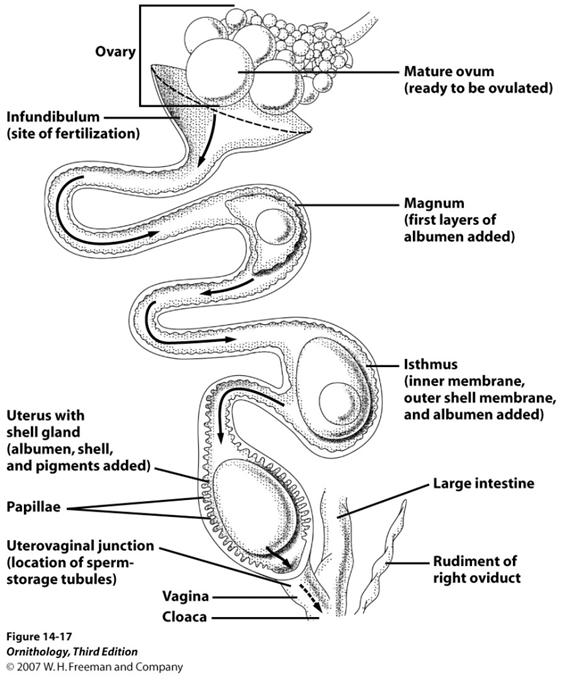 Ovary
Mature ovum
(ready to be ovulated)
Infundibulum
(site of fertilization)
Magnum
(first layers of
albumen added)
Isthmus
(inner membrane,
outer shell membrane,
and albumen added)
Uterus with
shell gland
(albumen, shell,
and pigments added)
Large intestine
Papillae
Uterovaginal junction
(location of sperm-
storage tubules)
Rudiment of
right oviduct
Vagina
Cloaca
Figure 14-17
Ornithology, Third Edition
© 2007 W. H. Freeman and Company